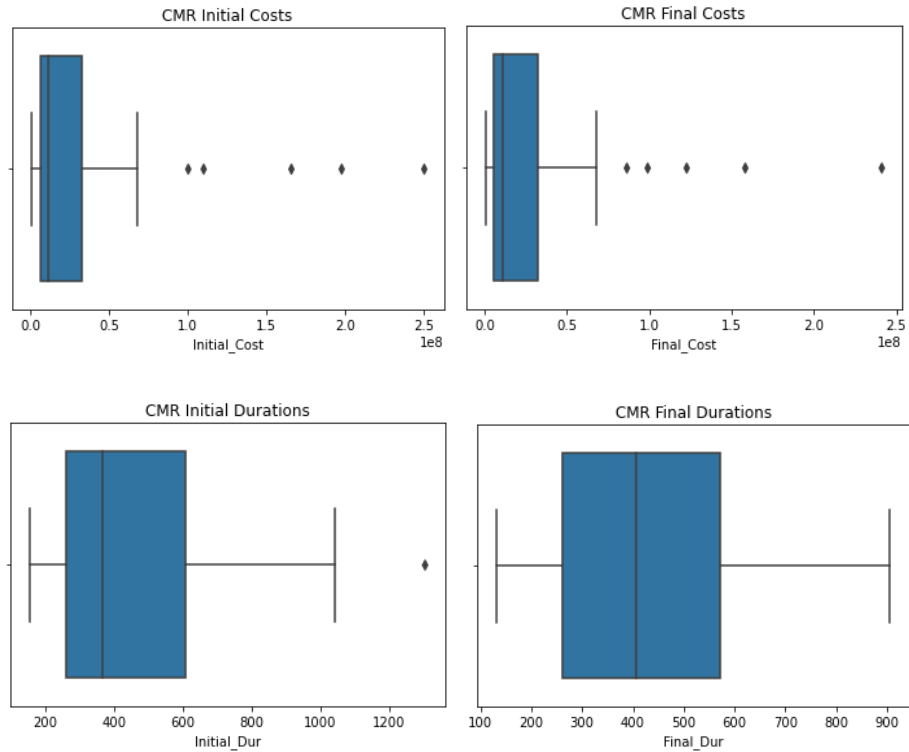 CMR Initial Costs
0.0 0.5 1.0 1.5 2.0 2.5
1e8
Initial_Cost
CMR Final Costs
0.0 0.5 1.0 1.5 2.0 2.5
1e8
Final_Cost
CMR Initial Durations
200 400 600 800 1000 1200
Initial_Dur
CMR Final Durations
100 200 300 400 500 600 700 800 900
Final_Dur